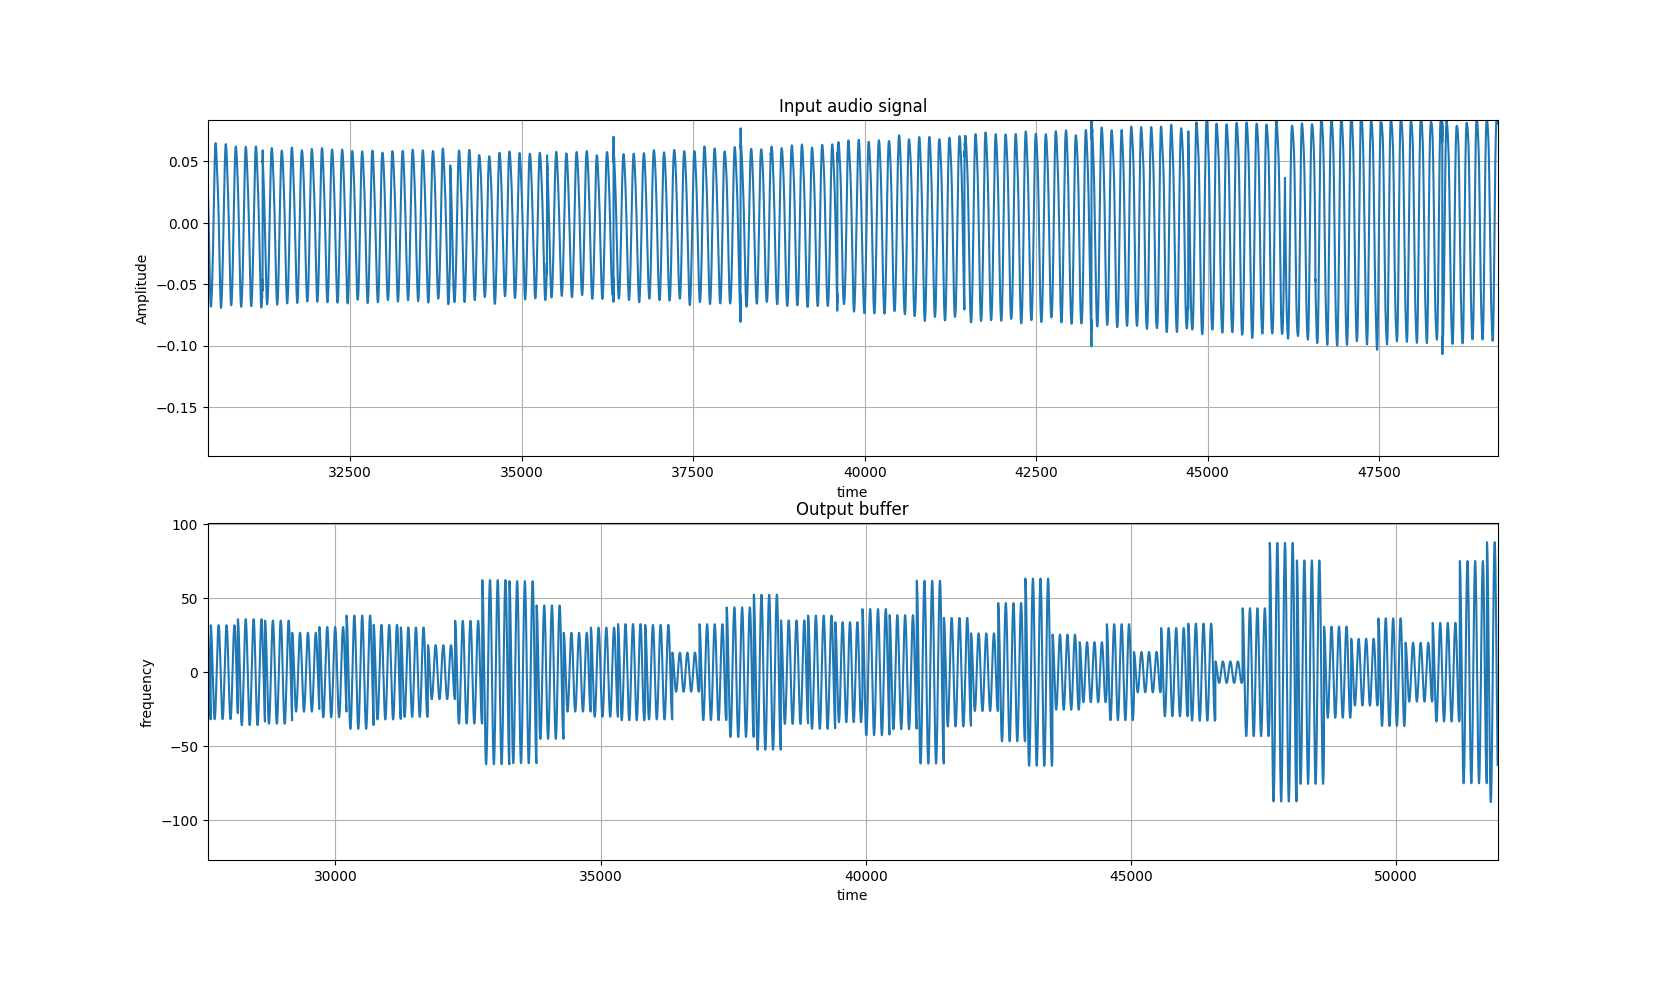 Input audio signal
0.05
0.00
−0.05
−0.10
−0.15
Amplitude
32500 35000 37500 40000 42500 45000 47500
time
Output buffer
100
50
0
−50
−100
frequency
30000 35000 40000 45000 50000
time